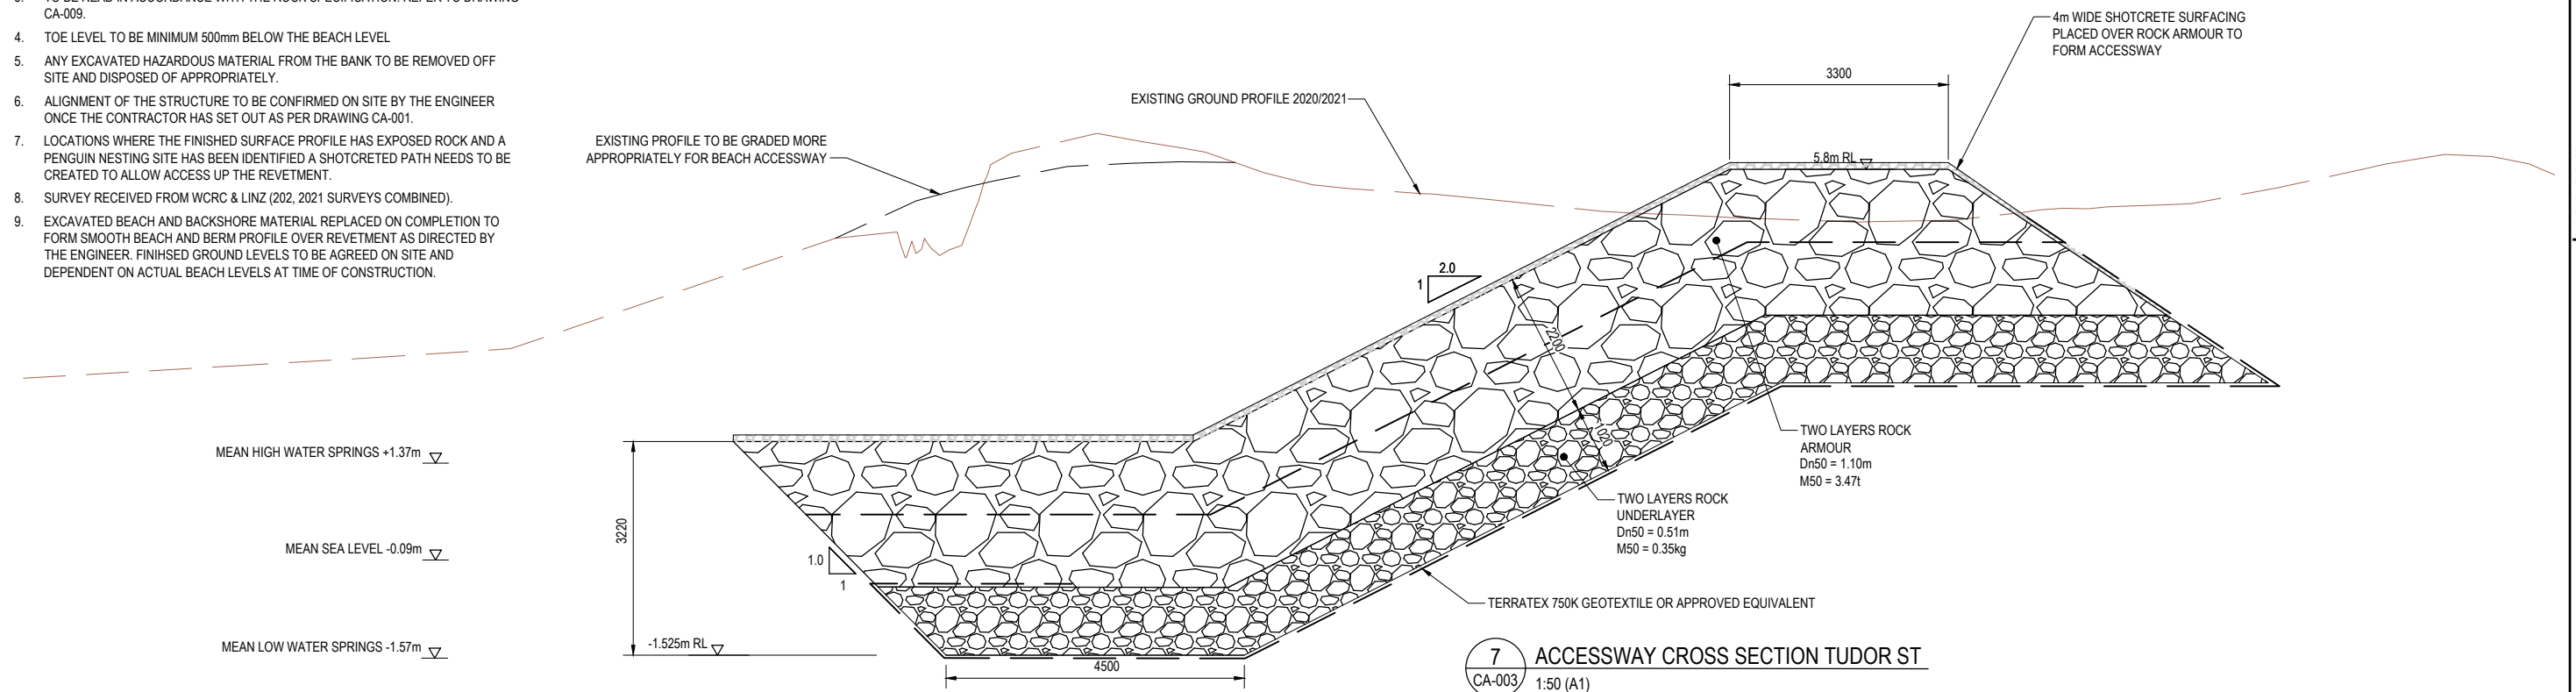 CA-009.
4. TOE LEVEL TO BE MINIMUM 500mm BELOW THE BEACH LEVEL
5. ANY EXCAVATED HAZARDOUS MATERIAL FROM THE BANK TO BE REMOVED OFF
SITE AND DISPOSED OF APPROPRIATELY.
6. ALIGNMENT OF THE STRUCTURE TO BE CONFIRMED ON SITE BY THE ENGINEER
ONCE THE CONTRACTOR HAS SET OUT AS PER DRAWING CA-001.
7. LOCATIONS WHERE THE FINISHED SURFACE PROFILE HAS EXPOSED ROCK AND A
PENGUIN NESTING SITE HAS BEEN IDENTIFIED A SHOTCRETED PATH NEEDS TO BE
CREATED TO ALLOW ACCESS UP THE REVETMENT.
8. SURVEY RECEIVED FROM WCRC & LINZ (202, 2021 SURVEYS COMBINED).
9. EXCAVATED BEACH AND BACKSHORE MATERIAL REPLACED ON COMPLETION TO
FORM SMOOTH BEACH AND BERM PROFILE OVER REVETMENT AS DIRECTED BY
THE ENGINEER. FINIHSED GROUND LEVELS TO BE AGREED ON SITE AND
DEPENDENT ON ACTUAL BEACH LEVELS AT TIME OF CONSTRUCTION.
EXISTING PROFILE TO BE GRADED MORE
APPROPRIATELY FOR BEACH ACCESSWAY
EXISTING GROUND PROFILE 2020/2021
4m WIDE SHOTCRETE SURFACING
PLACED OVER ROCK ARMOUR TO
FORM ACCESSWAY
3300
5.8m RL
2.0
1
2200
1020
MEAN HIGH WATER SPRINGS +1.37m
MEAN SEA LEVEL -0.09m
MEAN LOW WATER SPRINGS -1.57m
3220
1.0
1
-1.525m RL
4500
TWO LAYERS ROCK
ARMOUR
Dn50 = 1.10m
M50 = 3.47t
TWO LAYERS ROCK
UNDERLAYER
Dn50 = 0.51m
M50 = 0.35kg
TERRATEX 750K GEOTEXTILE OR APPROVED EQUIVALENT
7
CA-003
ACCESSWAY CROSS SECTION TUDOR ST
1:50 (A1)